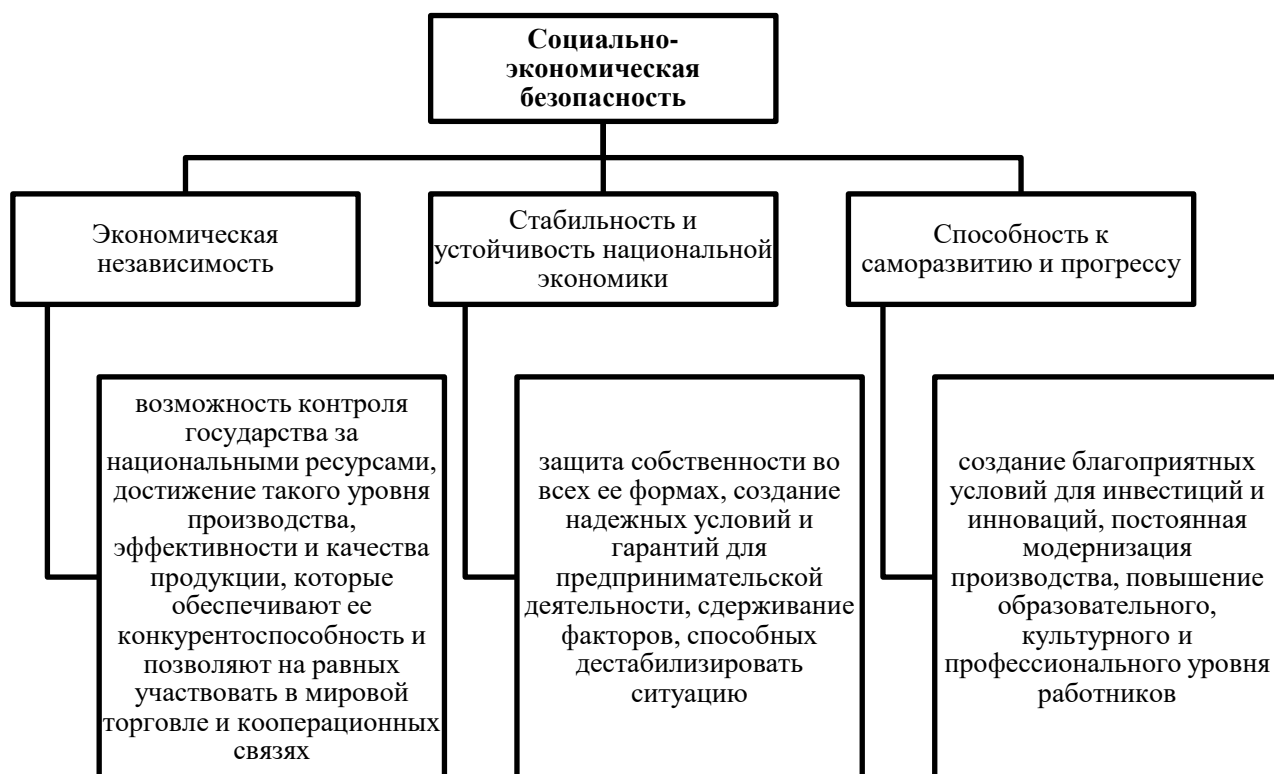 Социально-
экономическая
безопасность
Экономическая
независимость
Стабильность и
устойчивость национальной
экономики
Способность к
саморазвитию и прогрессу
возможность контроля
государства за
национальными ресурсами,
достижение такого уровня
производства,
эффективности и качества
продукции, которые
обеспечивают ее
конкурентоспособность и
позволяют на равных
участвовать в мировой
торговле и кооперационных
связях
защита собственности во
всех ее формах, создание
надежных условий и
гарантий для
предпринимательской
деятельности, сдерживание
факторов, способных
дестабилизировать
ситуацию
создание благоприятных
условий для инвестиций и
инноваций, постоянная
модернизация
производства, повышение
образовательного,
культурного и
профессионального уровня
работников